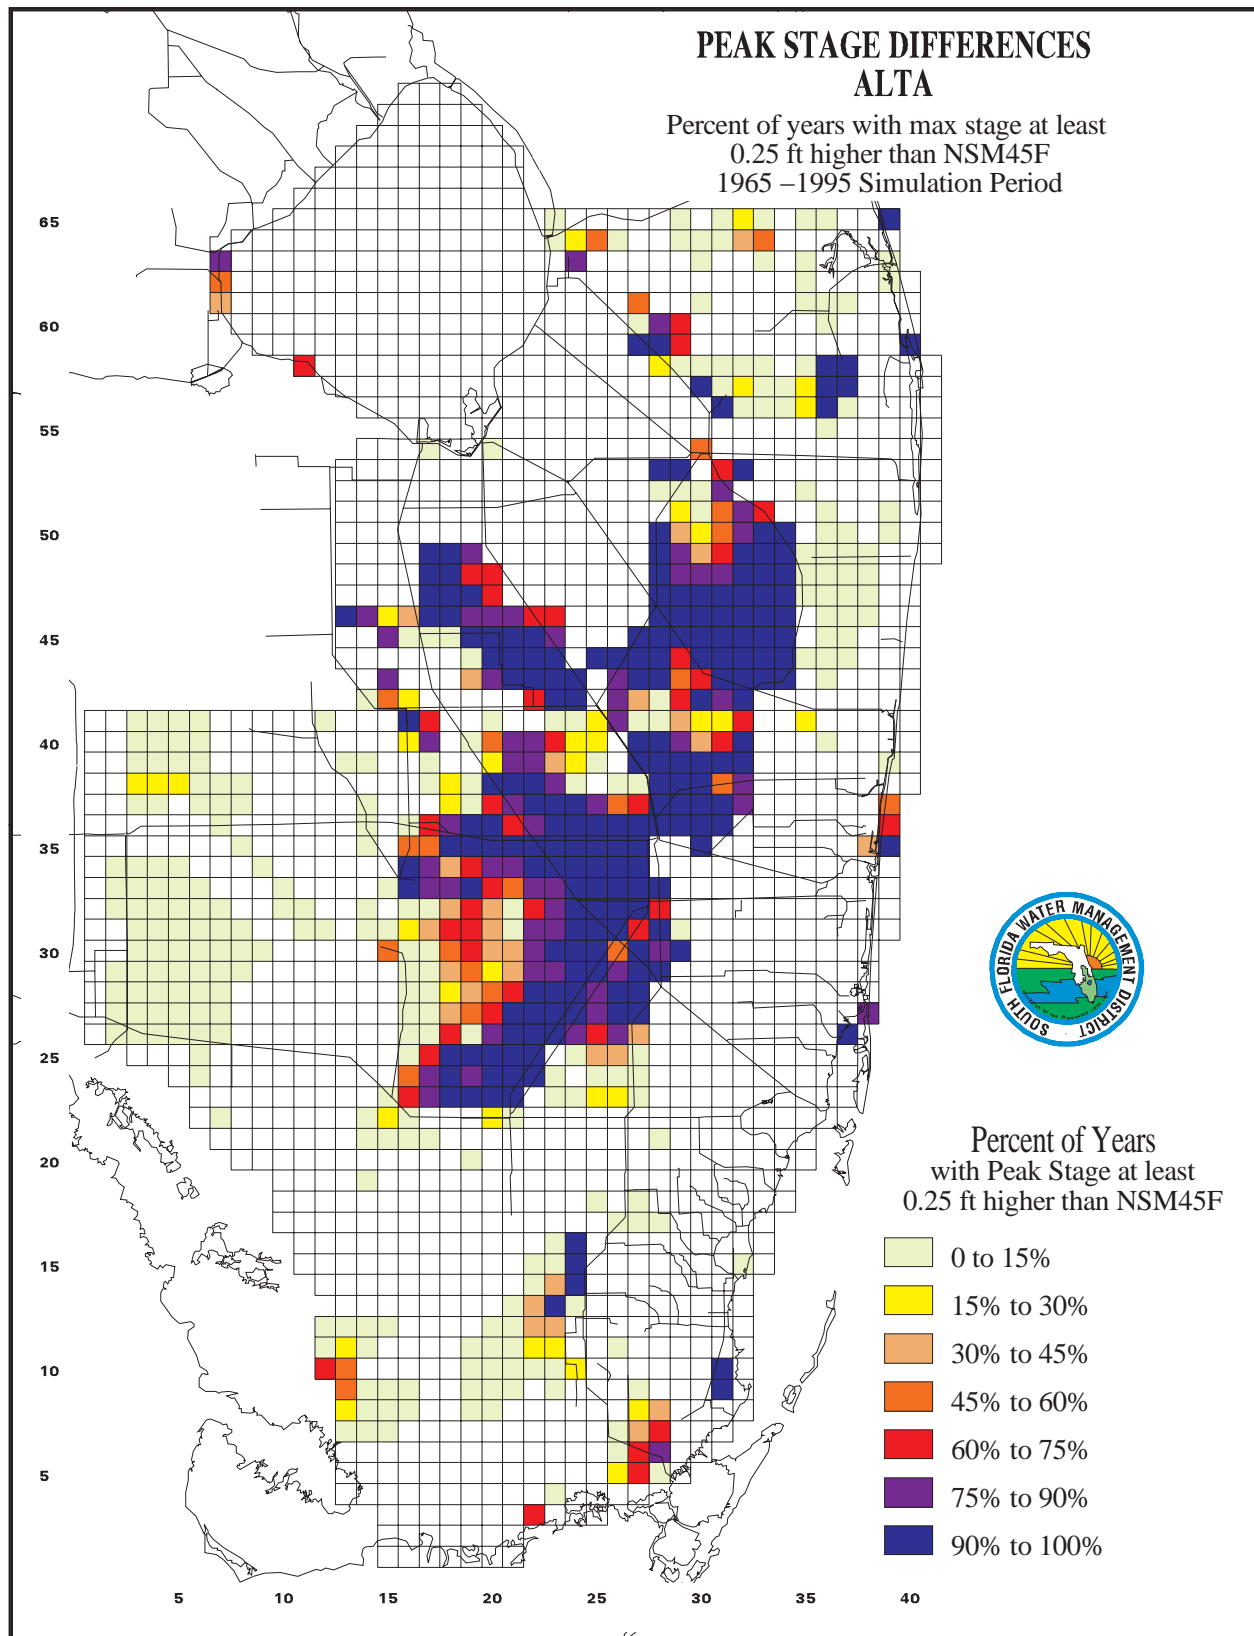 PEAK STAGE DIFFERENCES
ALTA
Percent of years with max stage at least
0.25 ft higher than NSM45F
1965 –1995 Simulation Period
65
60
55
50
45
40
35
30
25
20
15
10
5
SOUTH FLORIDA WATER MANAGEMENT DISTRICT
Percent of Years
with Peak Stage at least
0.25 ft higher than NSM45F
0 to 15%
15% to 30%
30% to 45%
45% to 60%
60% to 75%
75% to 90%
90% to 100%
5 10 15 20 25 30 35 40